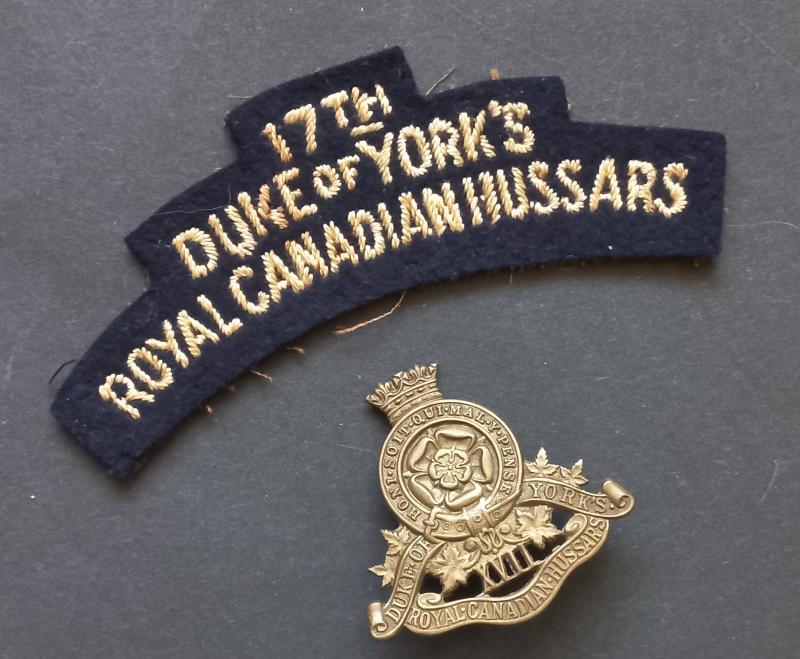 17TH
DUKE OF YORK'S
ROYAL CANADIAN HUSSARS
HONI·SOIT·QUI·MAL·Y·PENSE
DUKE·OF YORK'S
XVII
ROYAL·CANADIAN·HUSSARS